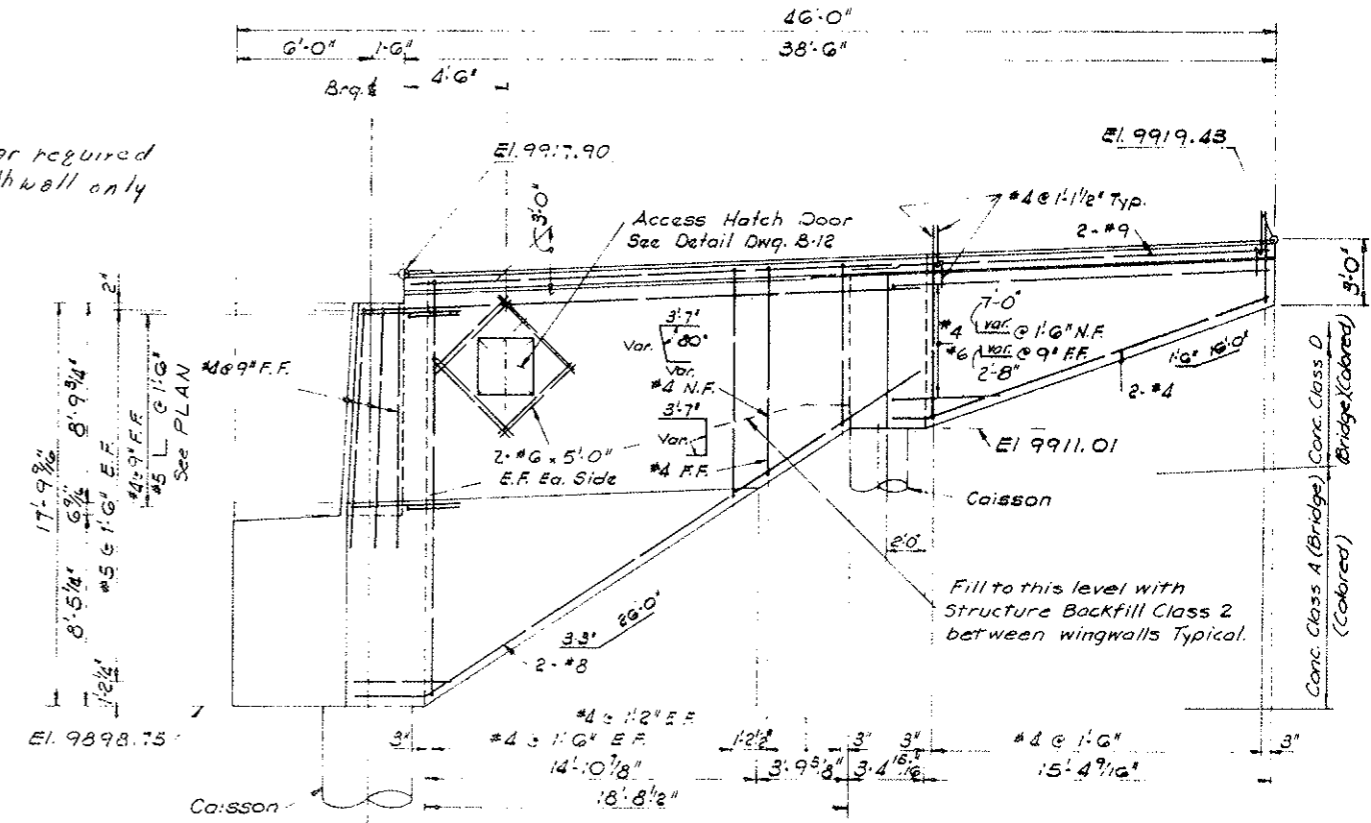 46'-0"
6'-0" 1'-6" 38'-6"
Brg. ℄ 4'-6"
required
wall only
El. 9917.90
El. 9919.43
3'-0"
Access Hatch Door
See Detail Dwg. B-12
#4 @ 1'-1 1/2" Typ.
2-#9
3'-0"
2"
#4@9" F.F.
3'-7"
Var. 80°
Var.
#4 N.F.
3'-7"
Var.
#4 F.F.
7'-0"
#4 var. @ 1'-6" N.F.
#6 var. @ 9" F.F.
2'-8"
1'-6" 16'-0"
2-#4
2-#6 x 5'-0"
E.F. Ea. Side
El 9911.01
Caisson
2'-0"
17'-9 9/16"
8'-9 3/4"
6 9/16"
8'-5 1/4"
1'-2 1/4"
#5 @ 1'-6" E.F.
#4@9" F.F.
#5 L @ 1'-6"
See PLAN
Fill to this level with
Structure Backfill Class 2
between wingwalls Typical.
3'-3" 26'-0"
2-#8
Conc. Class D
(Bridge)(Colored)
Conc. Class A (Bridge)
(Colored)
El. 9898.75
#4 @ 1'-2" E.F.
3" #4 @ 1'-6" E.F. 3" 3" #4 @ 1'-6" 3"
14'-10 7/8" 3'-9 5/8" 3'-4 15/16" 15'-4 9/16"
18'-8 1/2"
Caisson